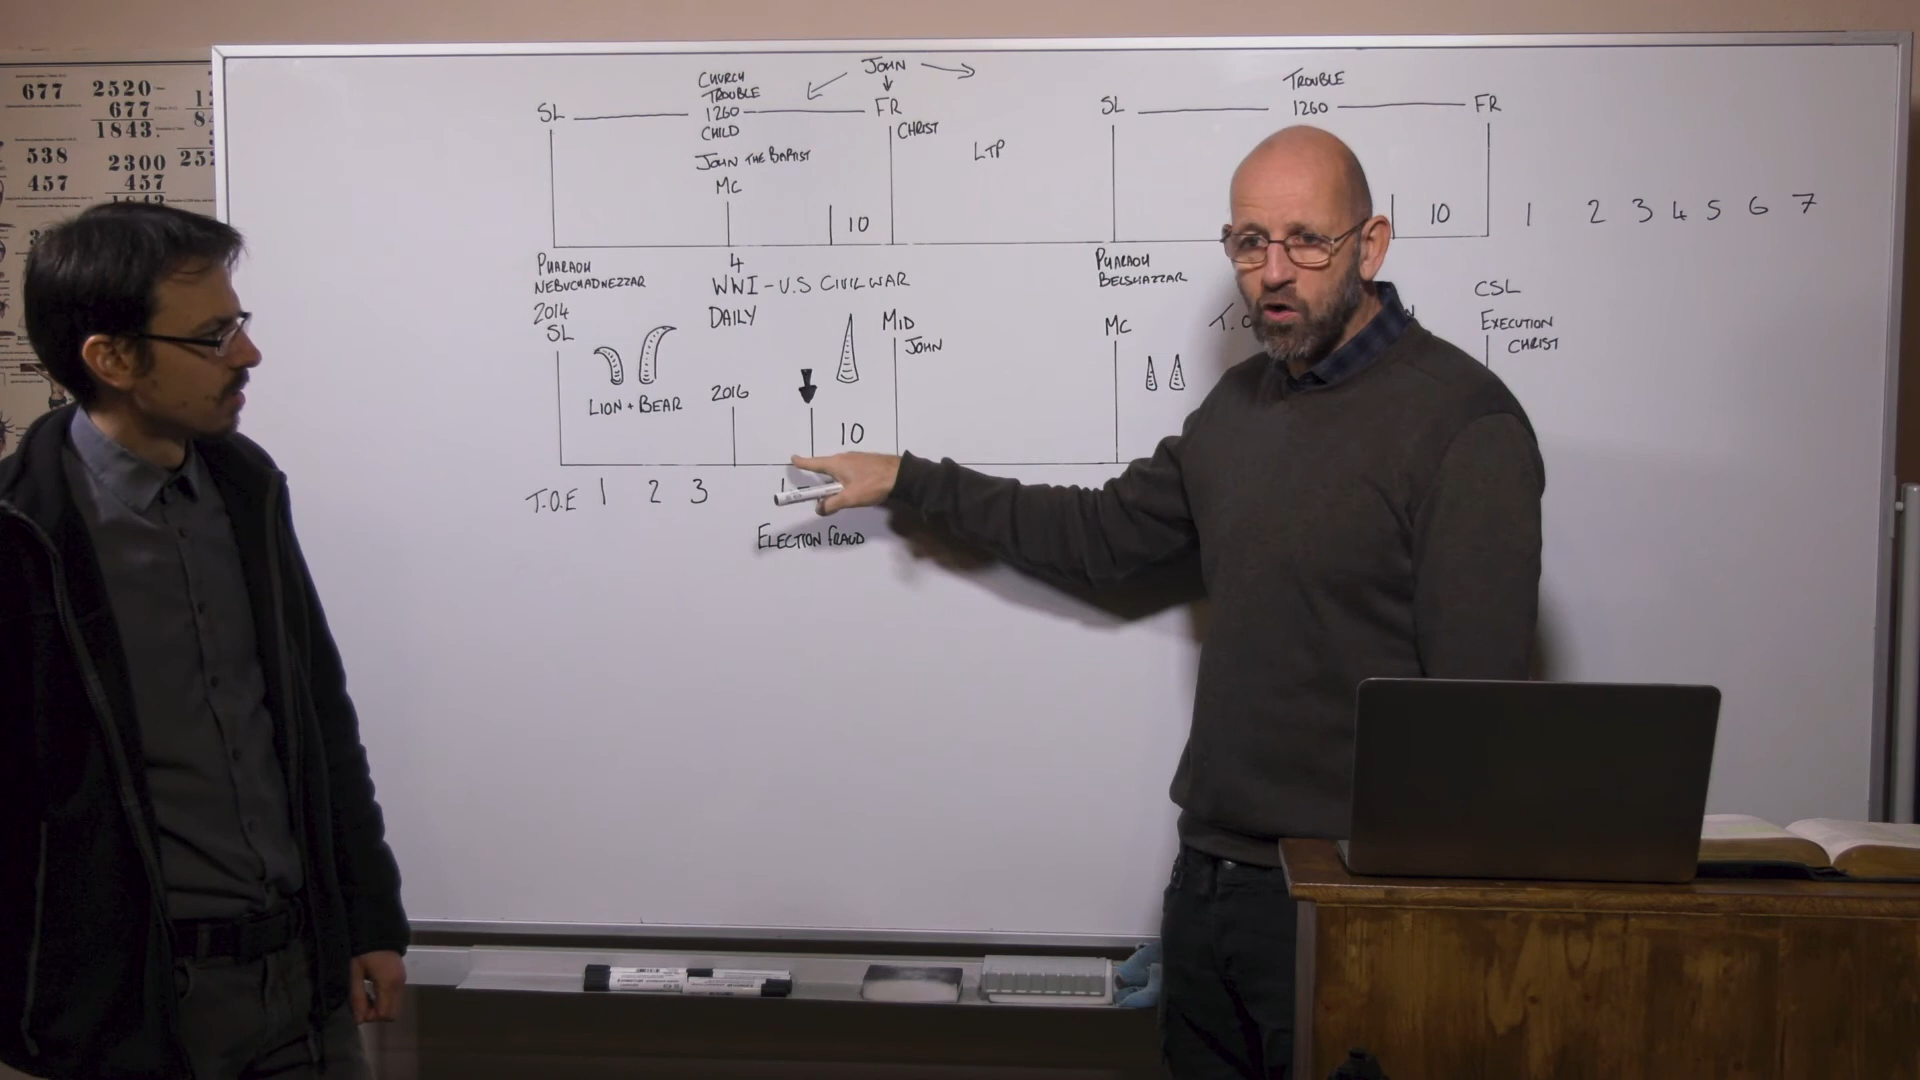 677
2520-
677
1843.
538
457
2300
457
1843
JOHN
CHURCH
TROUBLE
SL 1260 FR
CHILD
CHRIST
JOHN THE BAPTIST
MC
LTP
10
TROUBLE
SL 1260 FR
10 1 2 3 4 5 6 7
PHARAOH
NEBUCHADNEZZAR
2014
SL
4
WWI - U.S CIVIL WAR
DAILY
MID
JOHN
PHARAOH
BELSHAZZAR
MC
CSL
EXECUTION
CHRIST
LION + BEAR
2016
10
T.O.E 1 2 3
ELECTION FRAUD